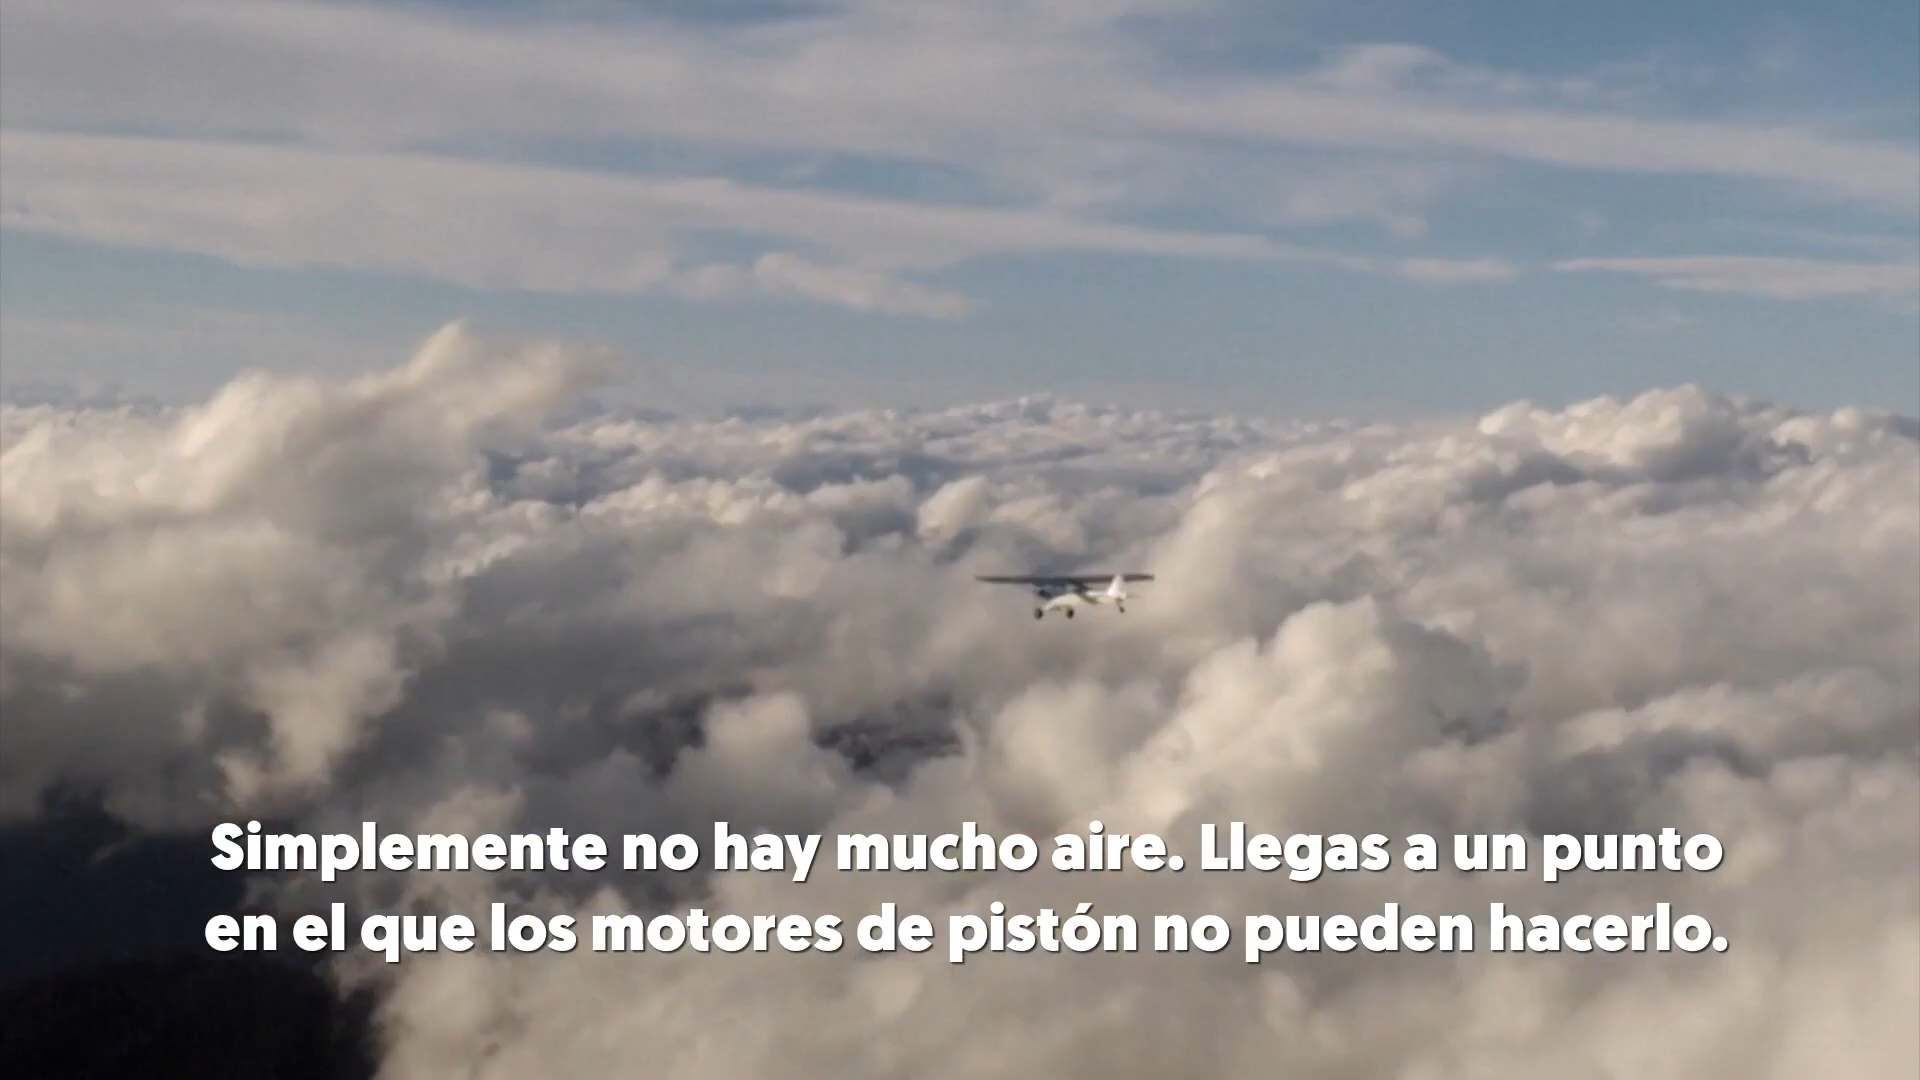 Simplemente no hay mucho aire. Llegas a un punto
en el que los motores de pistón no pueden hacerlo.